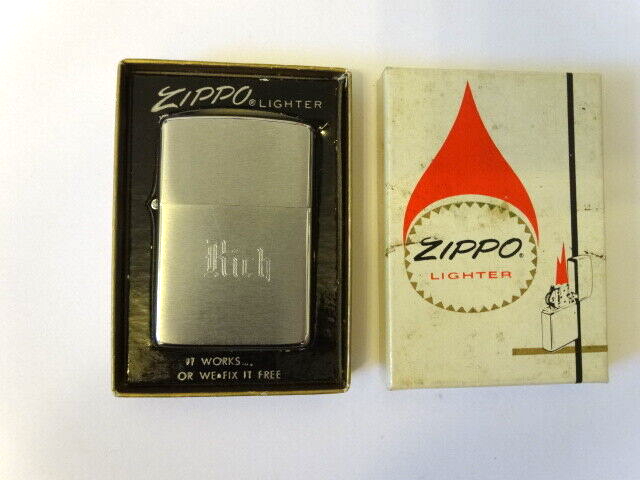 ZIPPO® LIGHTER
Rich
IT WORKS....
OR WE FIX IT FREE
ZIPPO®
LIGHTER